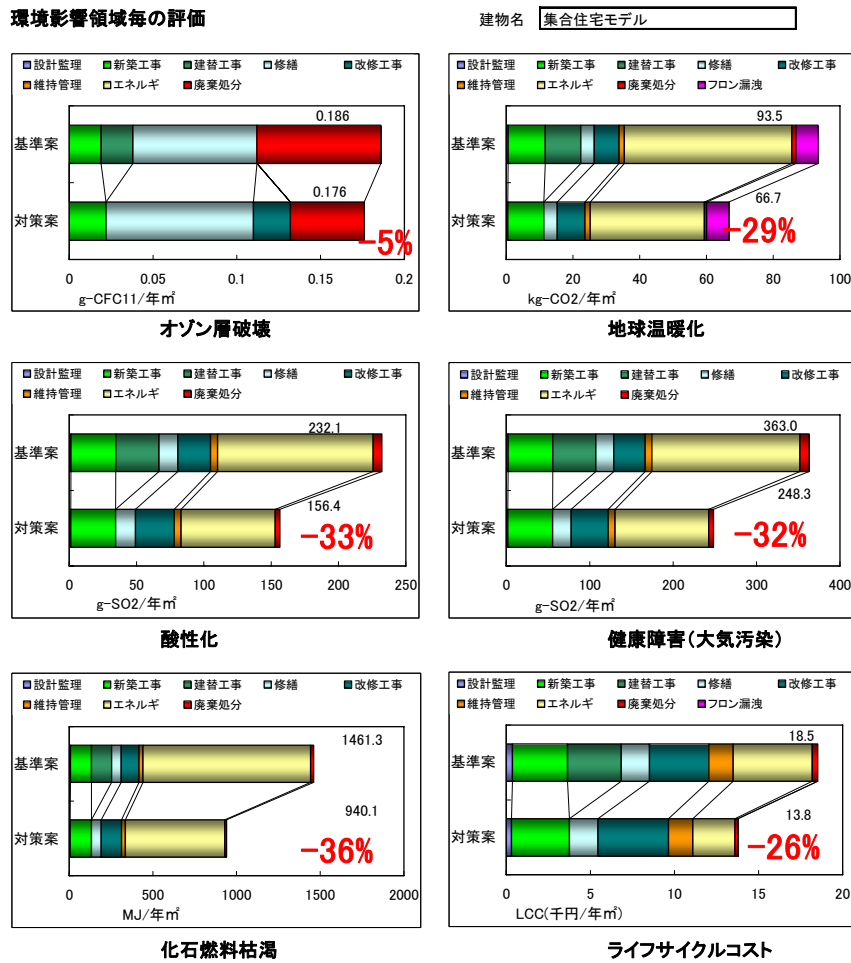 環境影響領域毎の評価
建物名 集合住宅モデル
設計監理 新築工事 建替工事 修繕 改修工事
維持管理 エネルギ 廃棄処分
0.186
基準案
0.176
対策案
-5%
0 0.05 0.1 0.15 0.2
g-CFC11/年㎡
オゾン層破壊
設計監理 新築工事 建替工事 修繕 改修工事
維持管理 エネルギ 廃棄処分 フロン漏洩
93.5
基準案
66.7
対策案
-29%
0 20 40 60 80 100
kg-CO2/年㎡
地球温暖化
設計監理 新築工事 建替工事 修繕 改修工事
維持管理 エネルギ 廃棄処分
232.1
基準案
156.4
対策案
-33%
0 50 100 150 200 250
g-SO2/年㎡
酸性化
設計監理 新築工事 建替工事 修繕 改修工事
維持管理 エネルギ 廃棄処分
363.0
基準案
248.3
対策案
-32%
0 100 200 300 400
g-SO2/年㎡
健康障害(大気汚染)
設計監理 新築工事 建替工事 修繕 改修工事
維持管理 エネルギ 廃棄処分
1461.3
基準案
940.1
対策案
-36%
0 500 1000 1500 2000
MJ/年㎡
化石燃料枯渇
設計監理 新築工事 建替工事 修繕 改修工事
維持管理 エネルギ 廃棄処分 フロン漏洩
18.5
基準案
13.8
対策案
-26%
0 5 10 15 20
LCC(千円/年㎡)
ライフサイクルコスト